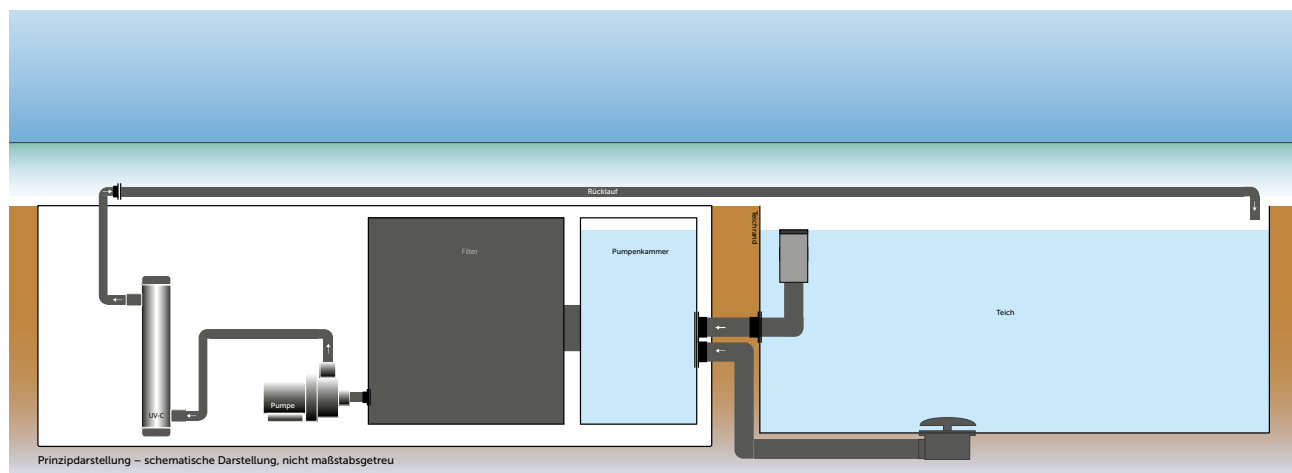 Rücklauf
Teichrand
Filter
Pumpenkammer
Teich
Pumpe
UV-C
Prinzipdarstellung – schematische Darstellung, nicht maßstabsgetreu